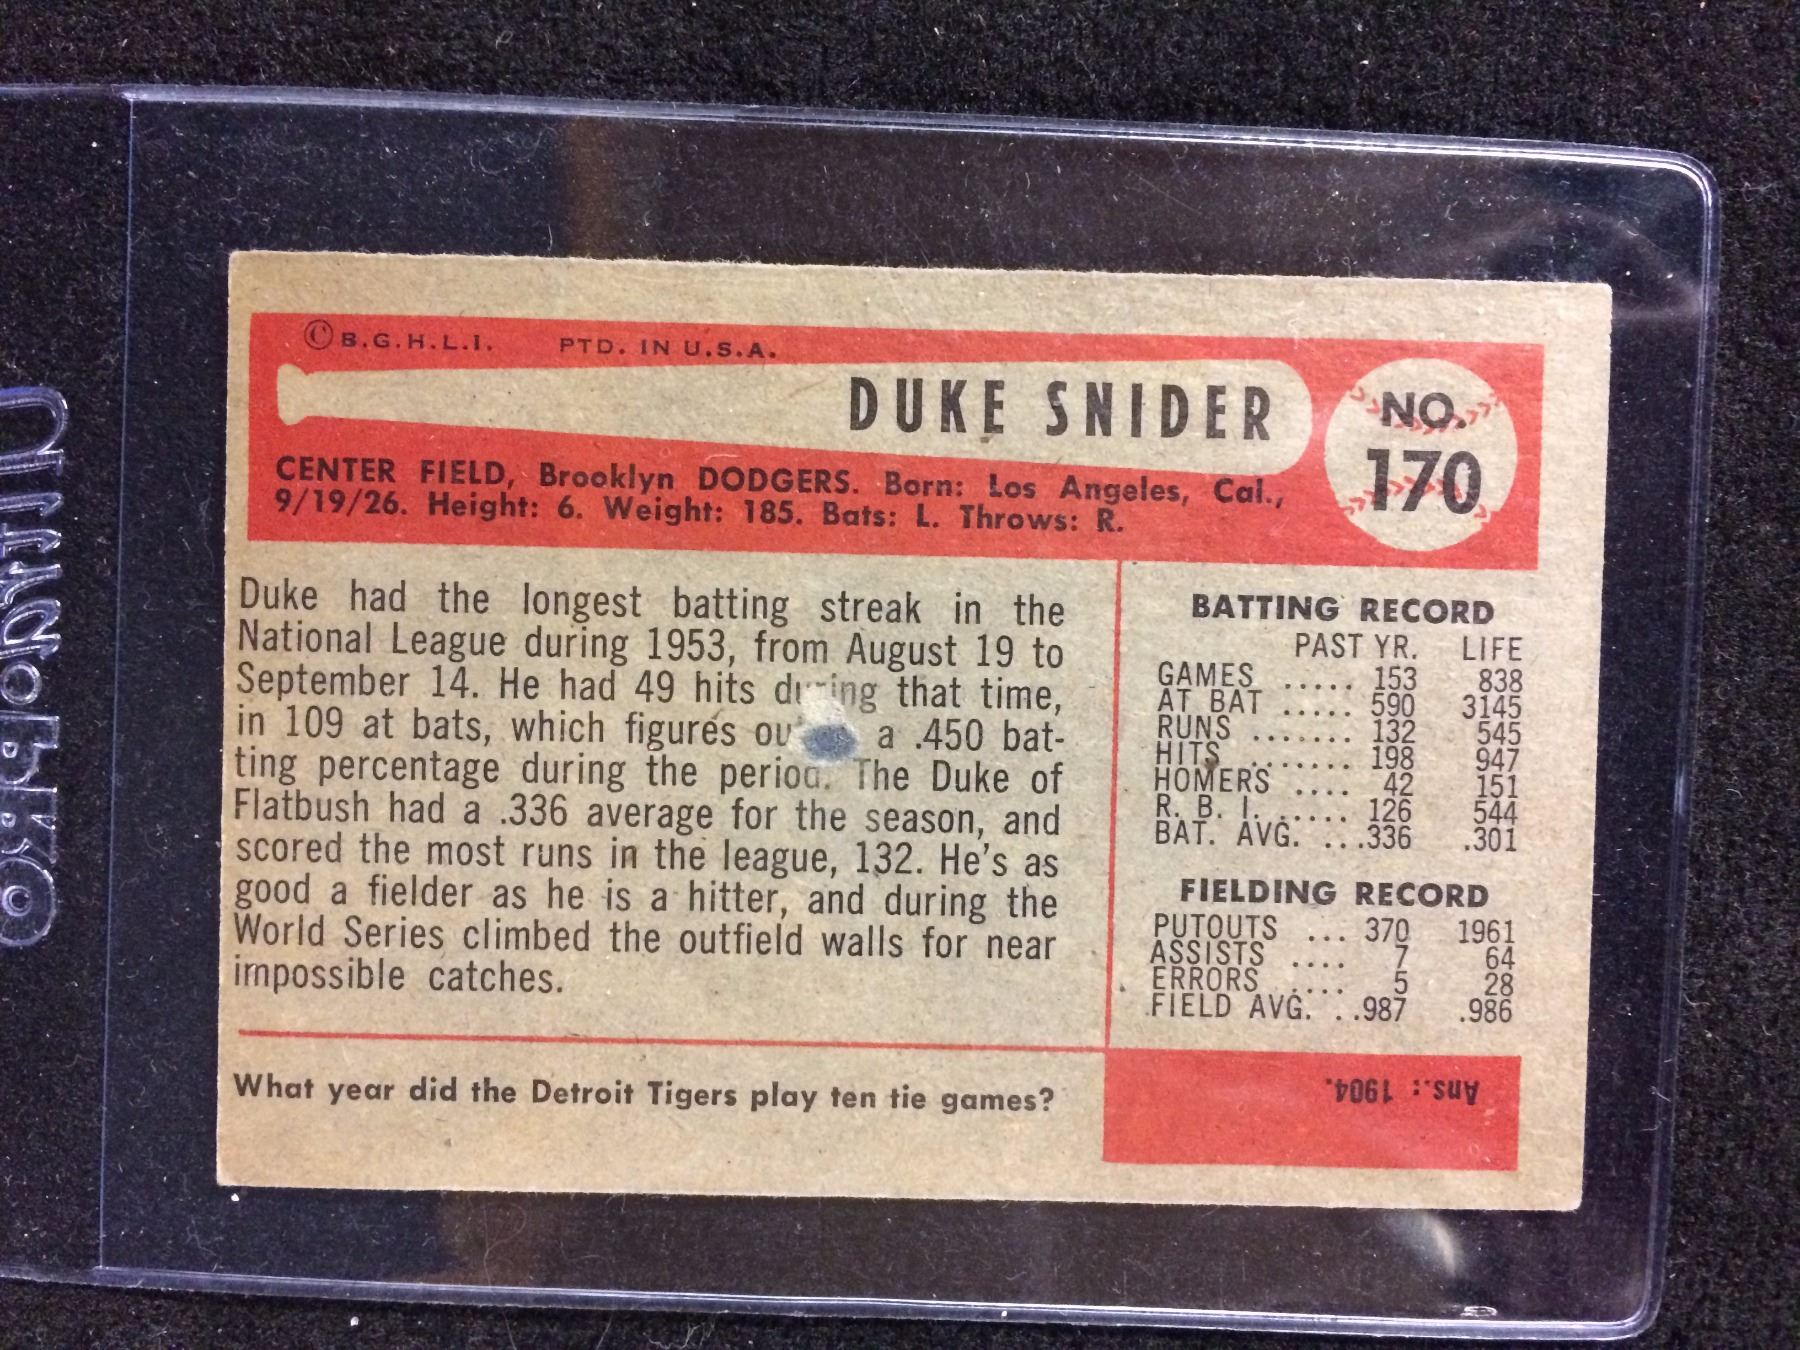 © B.G.H.L.I. PTD. IN U.S.A.
DUKE SNIDER
NO.
170
CENTER FIELD, Brooklyn DODGERS. Born: Los Angeles, Cal.,
9/19/26. Height: 6. Weight: 185. Bats: L. Throws: R.
Duke had the longest batting streak in the
National League during 1953, from August 19 to
September 14. He had 49 hits during that time,
in 109 at bats, which figures a .450 bat-
ting percentage during the period. The Duke of
Flatbush had a .336 average for the season, and
scored the most runs in the league, 132. He's as
good a fielder as he is a hitter, and during the
World Series climbed the outfield walls for near
impossible catches.
BATTING RECORD
PAST YR. LIFE
GAMES ..... 153 838
AT BAT ..... 590 3145
RUNS ....... 132 545
HITS ........ 198 947
HOMERS .... 42 151
R. B. I. ...... 126 544
BAT. AVG. ...336 .301
FIELDING RECORD
PUTOUTS ... 370 1961
ASSISTS .... 7 64
ERRORS .... 5 28
FIELD AVG. ..987 .986
What year did the Detroit Tigers play ten tie games?
Ans.: 1904.